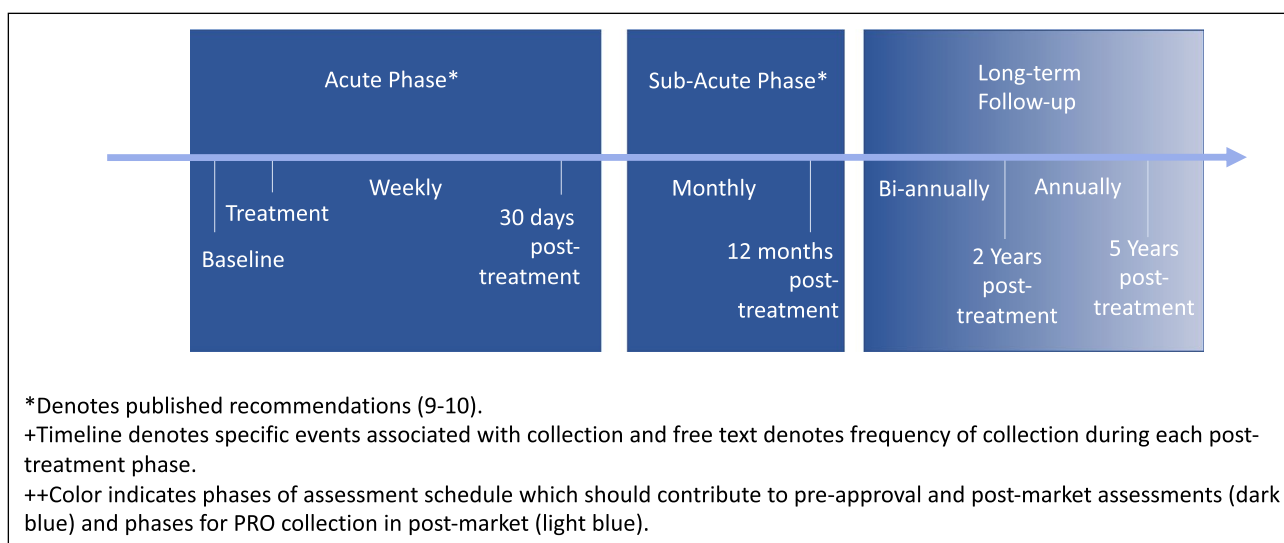 Acute Phase*
Sub-Acute Phase*
Long-term
Follow-up
Weekly
Monthly
Bi-annually
Annually
Treatment
Baseline
30 days
post-
treatment
12 months
post-
treatment
2 Years
post-
treatment
5 Years
post-
treatment
*Denotes published recommendations (9-10).
+Timeline denotes specific events associated with collection and free text denotes frequency of collection during each post-
treatment phase.
++Color indicates phases of assessment schedule which should contribute to pre-approval and post-market assessments (dark
blue) and phases for PRO collection in post-market (light blue).